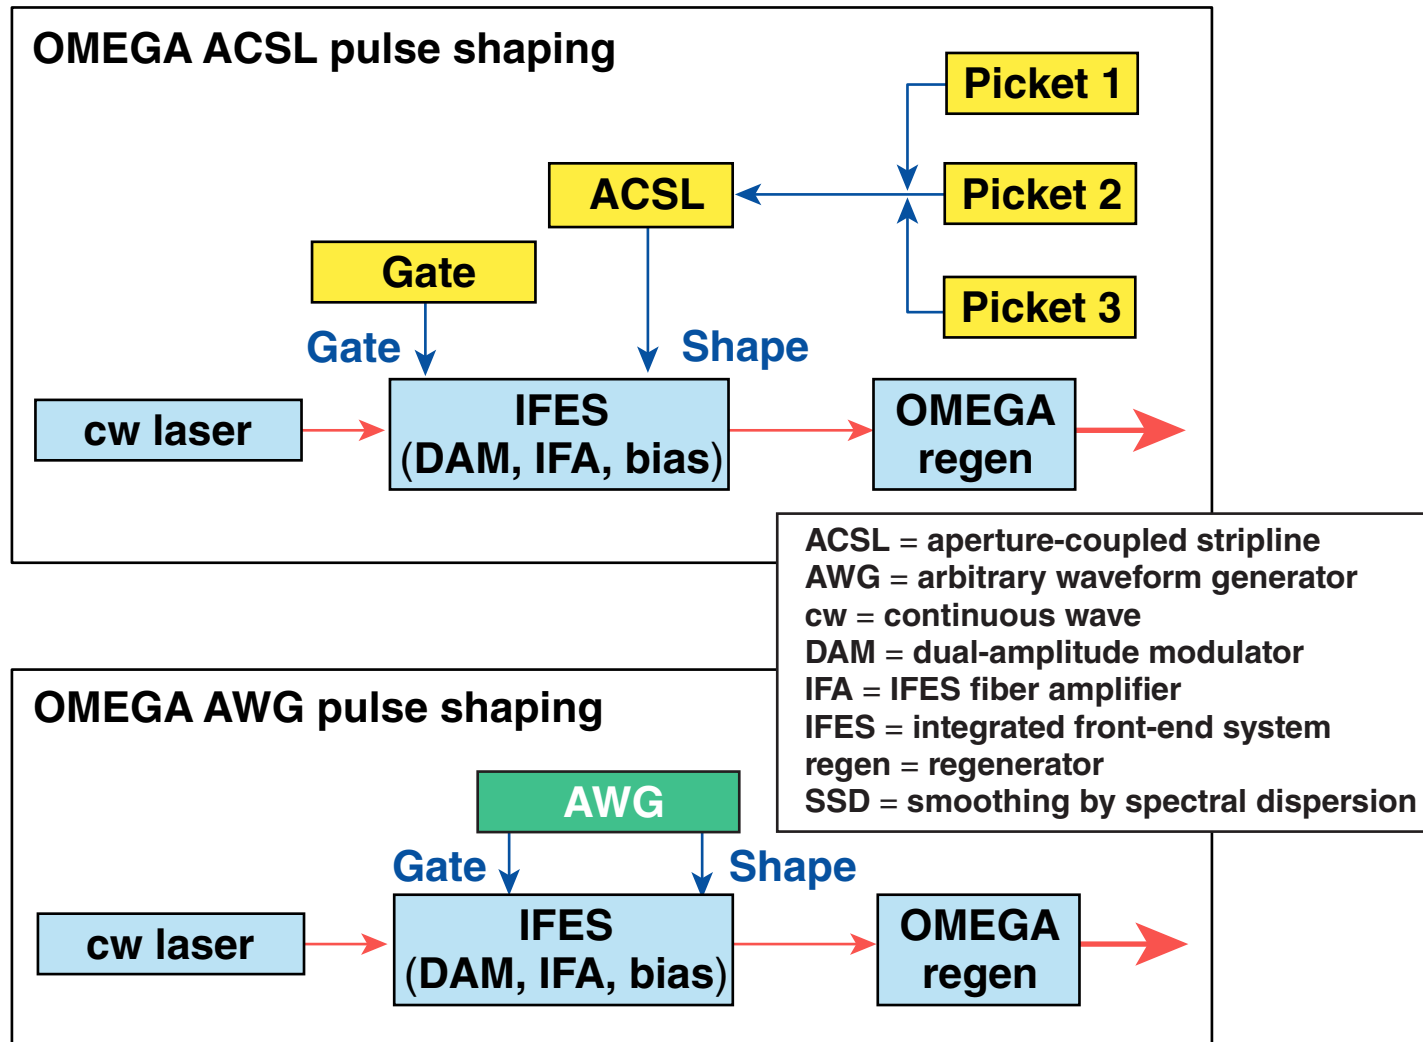 OMEGA ACSL pulse shaping
Picket 1
ACSL
Picket 2
Gate
Picket 3
Gate
Shape
cw laser
IFES
(DAM, IFA, bias)
OMEGA
regen
ACSL = aperture-coupled stripline
AWG = arbitrary waveform generator
cw = continuous wave
DAM = dual-amplitude modulator
IFA = IFES fiber amplifier
IFES = integrated front-end system
regen = regenerator
SSD = smoothing by spectral dispersion
OMEGA AWG pulse shaping
AWG
Gate
Shape
cw laser
IFES
(DAM, IFA, bias)
OMEGA
regen